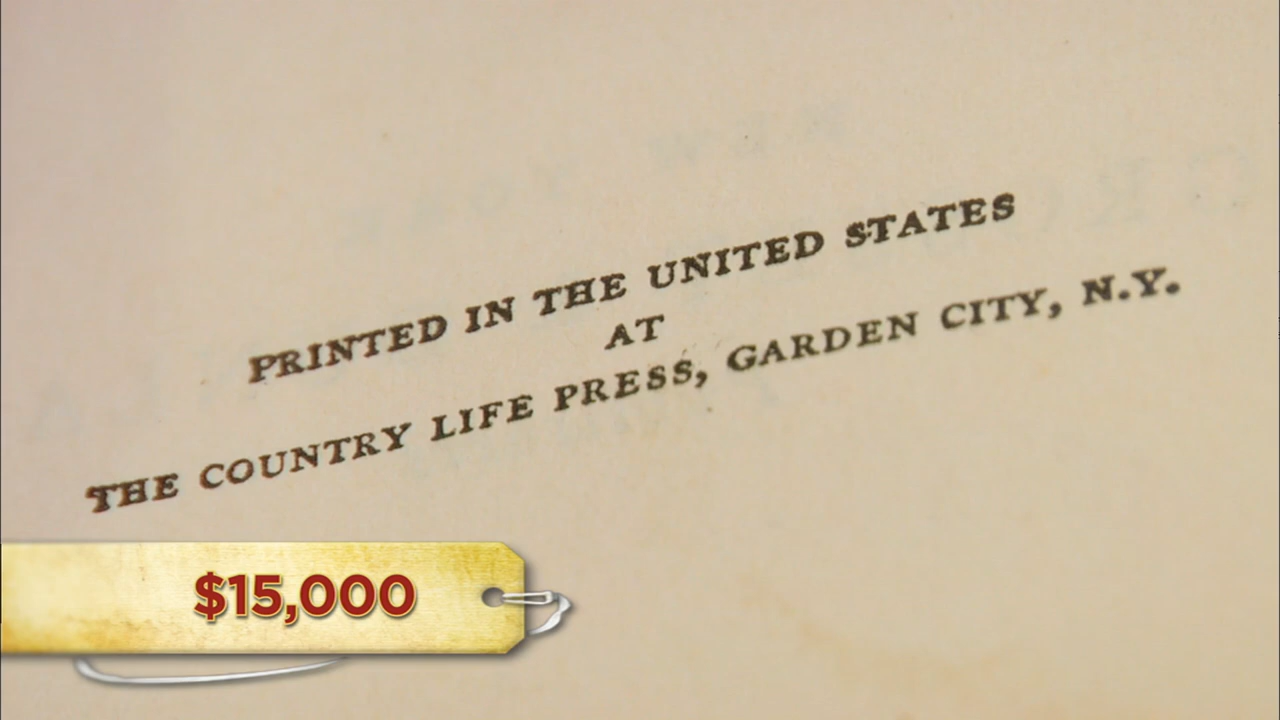 PRINTED IN THE UNITED STATES
AT
THE COUNTRY LIFE PRESS, GARDEN CITY, N.Y.
$15,000